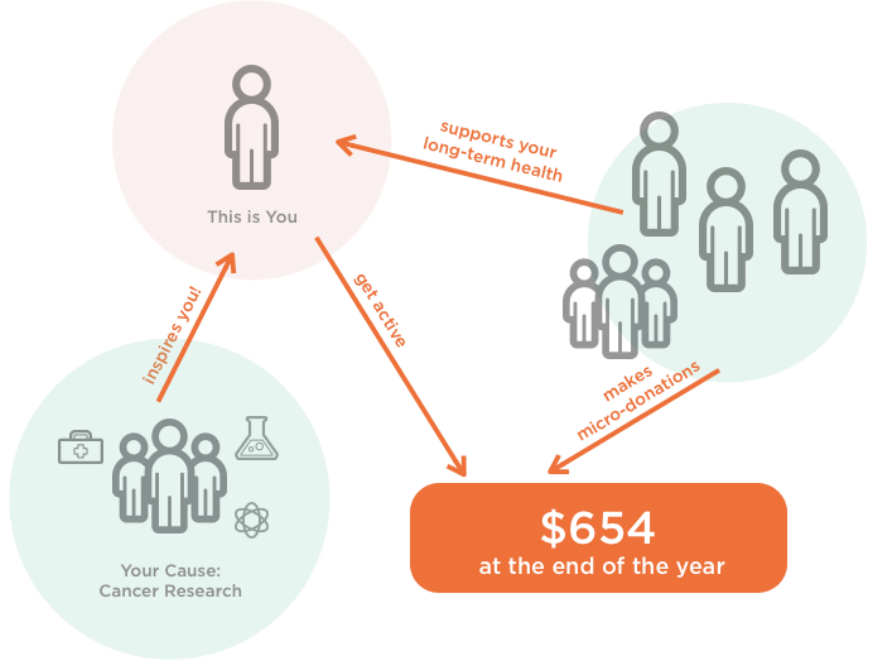 This is You
supports your
long-term health
inspires you!
get active
makes
micro-donations
Your Cause:
Cancer Research
$654
at the end of the year